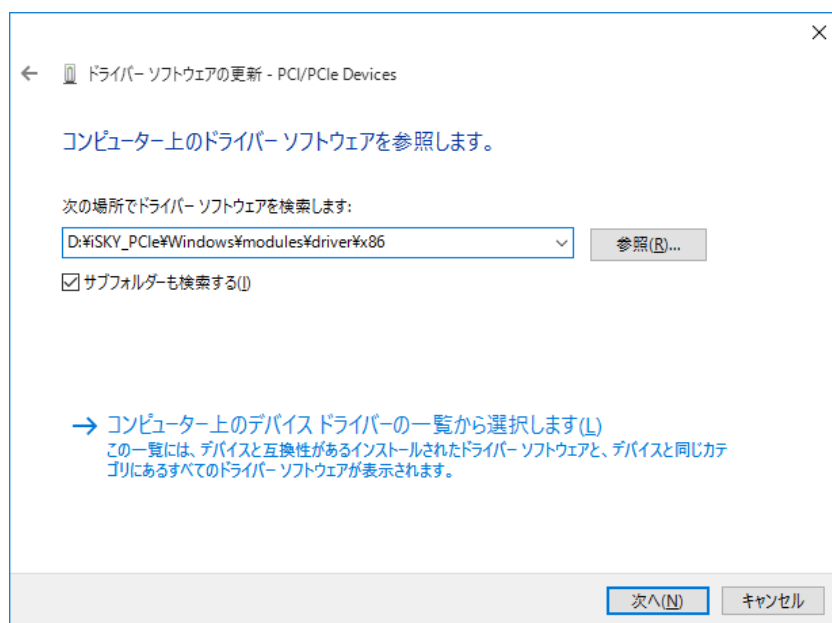 ドライバー ソフトウェアの更新 - PCI/PCIe Devices
コンピューター上のドライバー ソフトウェアを参照します。
次の場所でドライバー ソフトウェアを検索します:
D:¥iSKY_PCIe¥Windows¥modules¥driver¥x86
参照(R)...
サブフォルダーも検索する(I)
コンピューター上のデバイス ドライバーの一覧から選択します(L)
この一覧には、デバイスと互換性があるインストールされたドライバー ソフトウェアと、デバイスと同じカテ
ゴリにあるすべてのドライバー ソフトウェアが表示されます。
次へ(N)
キャンセル